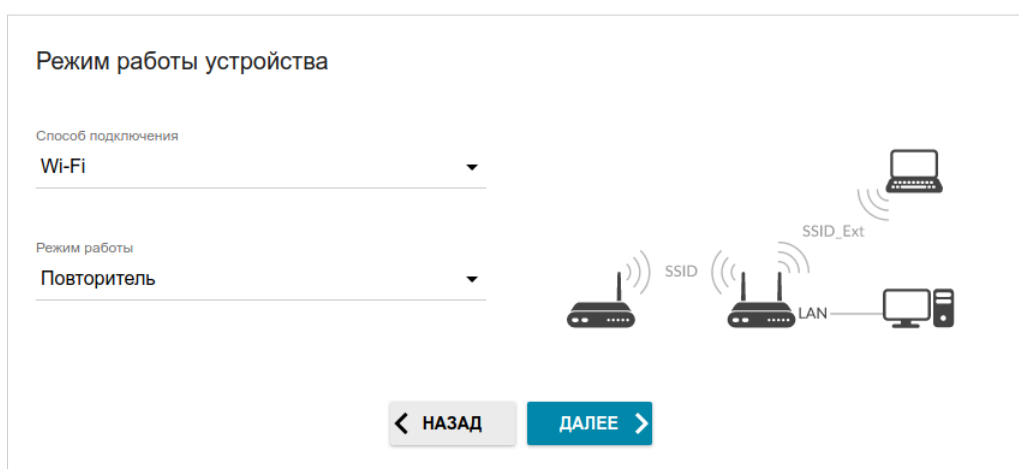 Режим работы устройства
Способ подключения
Wi-Fi
Режим работы
Повторитель
SSID
SSID_Ext
LAN
НАЗАД
ДАЛЕЕ